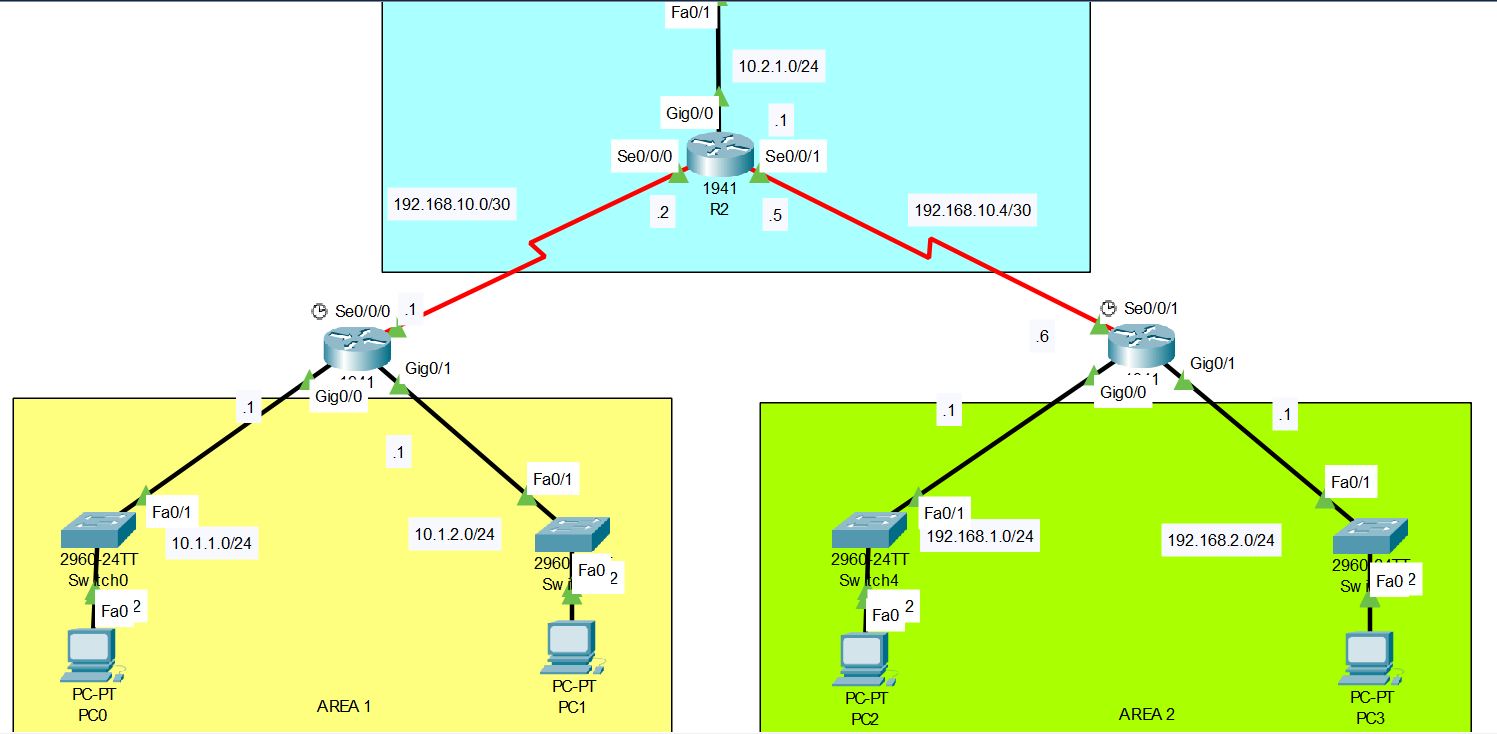 Fa0/1
10.2.1.0/24
Gig0/0
.1
Se0/0/0
Se0/0/1
1941
R2
192.168.10.0/30
.2
.5
192.168.10.4/30
Se0/0/0
.1
Se0/0/1
.6
Gig0/1
Gig0/0
.1
.1
Gig0/1
Gig0/0
.1
.1
Fa0/1
10.1.1.0/24
2960-24TT
Fa0/1
10.1.2.0/24
2960
Fa0
2
Fa0
2
PC-PT
PC0
PC-PT
PC1
AREA 1
Fa0/1
192.168.1.0/24
2960-24TT
Fa0/1
192.168.2.0/24
Fa0
2
Fa0
2
PC-PT
PC2
PC-PT
PC3
AREA 2